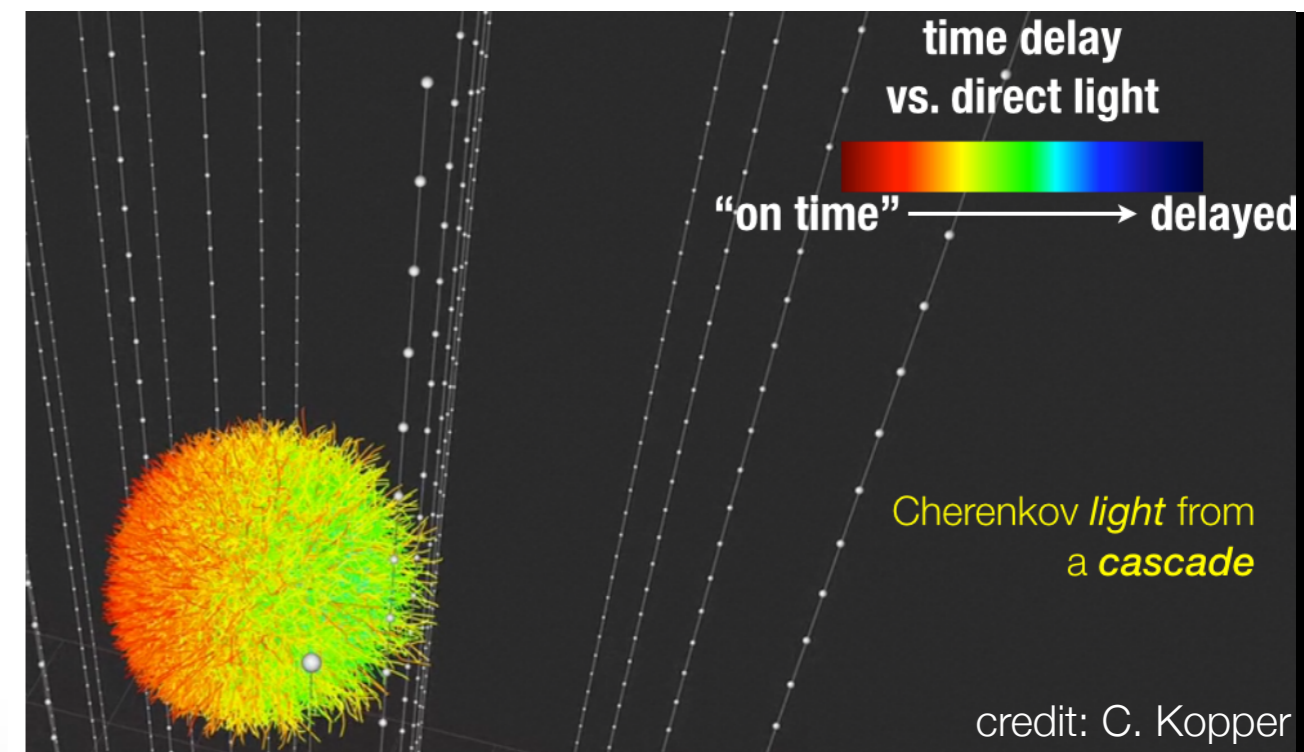 time delay
vs. direct light
“on time” delayed
Cherenkov light from
a cascade
credit: C. Kopper